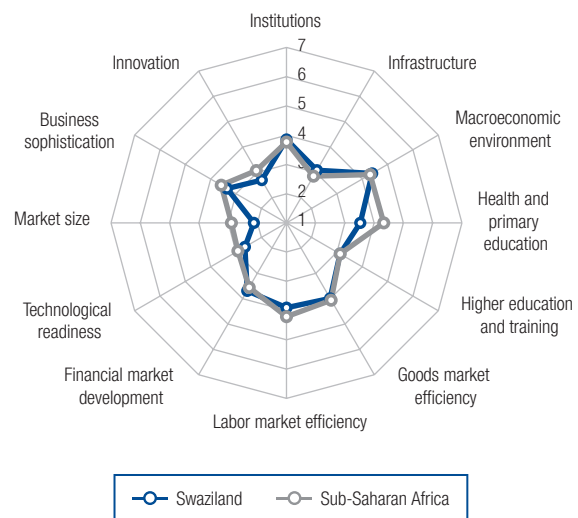 Institutions
7
6
5
4
3
2
1
Infrastructure
Macroeconomic
environment
Health and
primary
education
Higher education
and training
Goods market
efficiency
Labor market efficiency
Financial market
development
Technological
readiness
Market size
Business
sophistication
Innovation
Swaziland
Sub-Saharan Africa